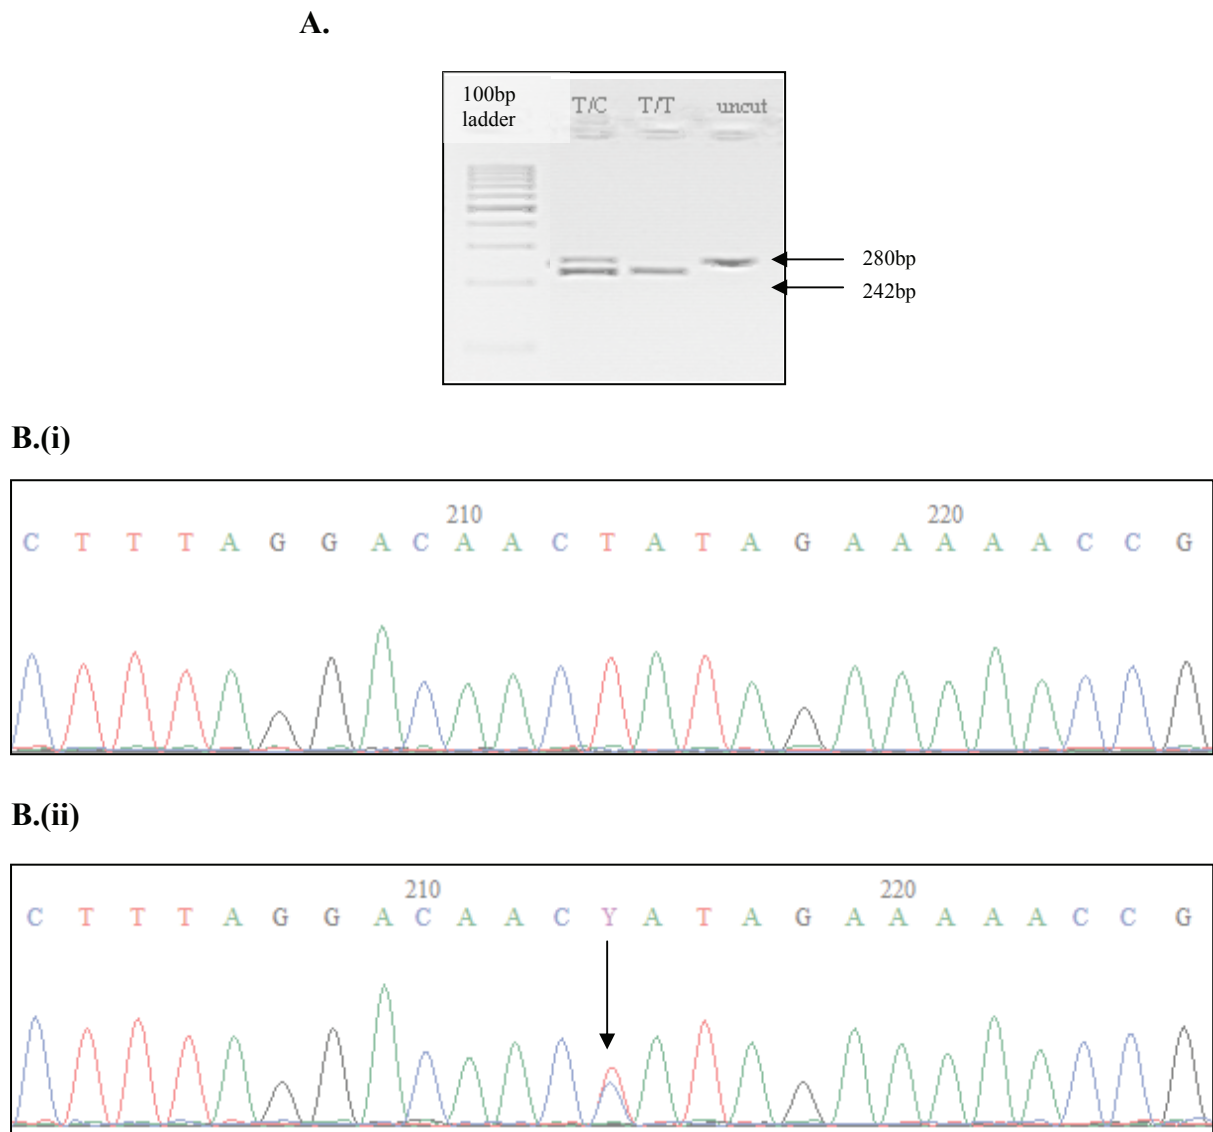 A.
100bp
ladder
T/C T/T uncut
280bp
242bp
B.(i)
210 220
C T T T A G G A C A A C T A T A G A A A A A C C G
B.(ii)
210 220
C T T T A G G A C A A C Y A T A G A A A A A C C G